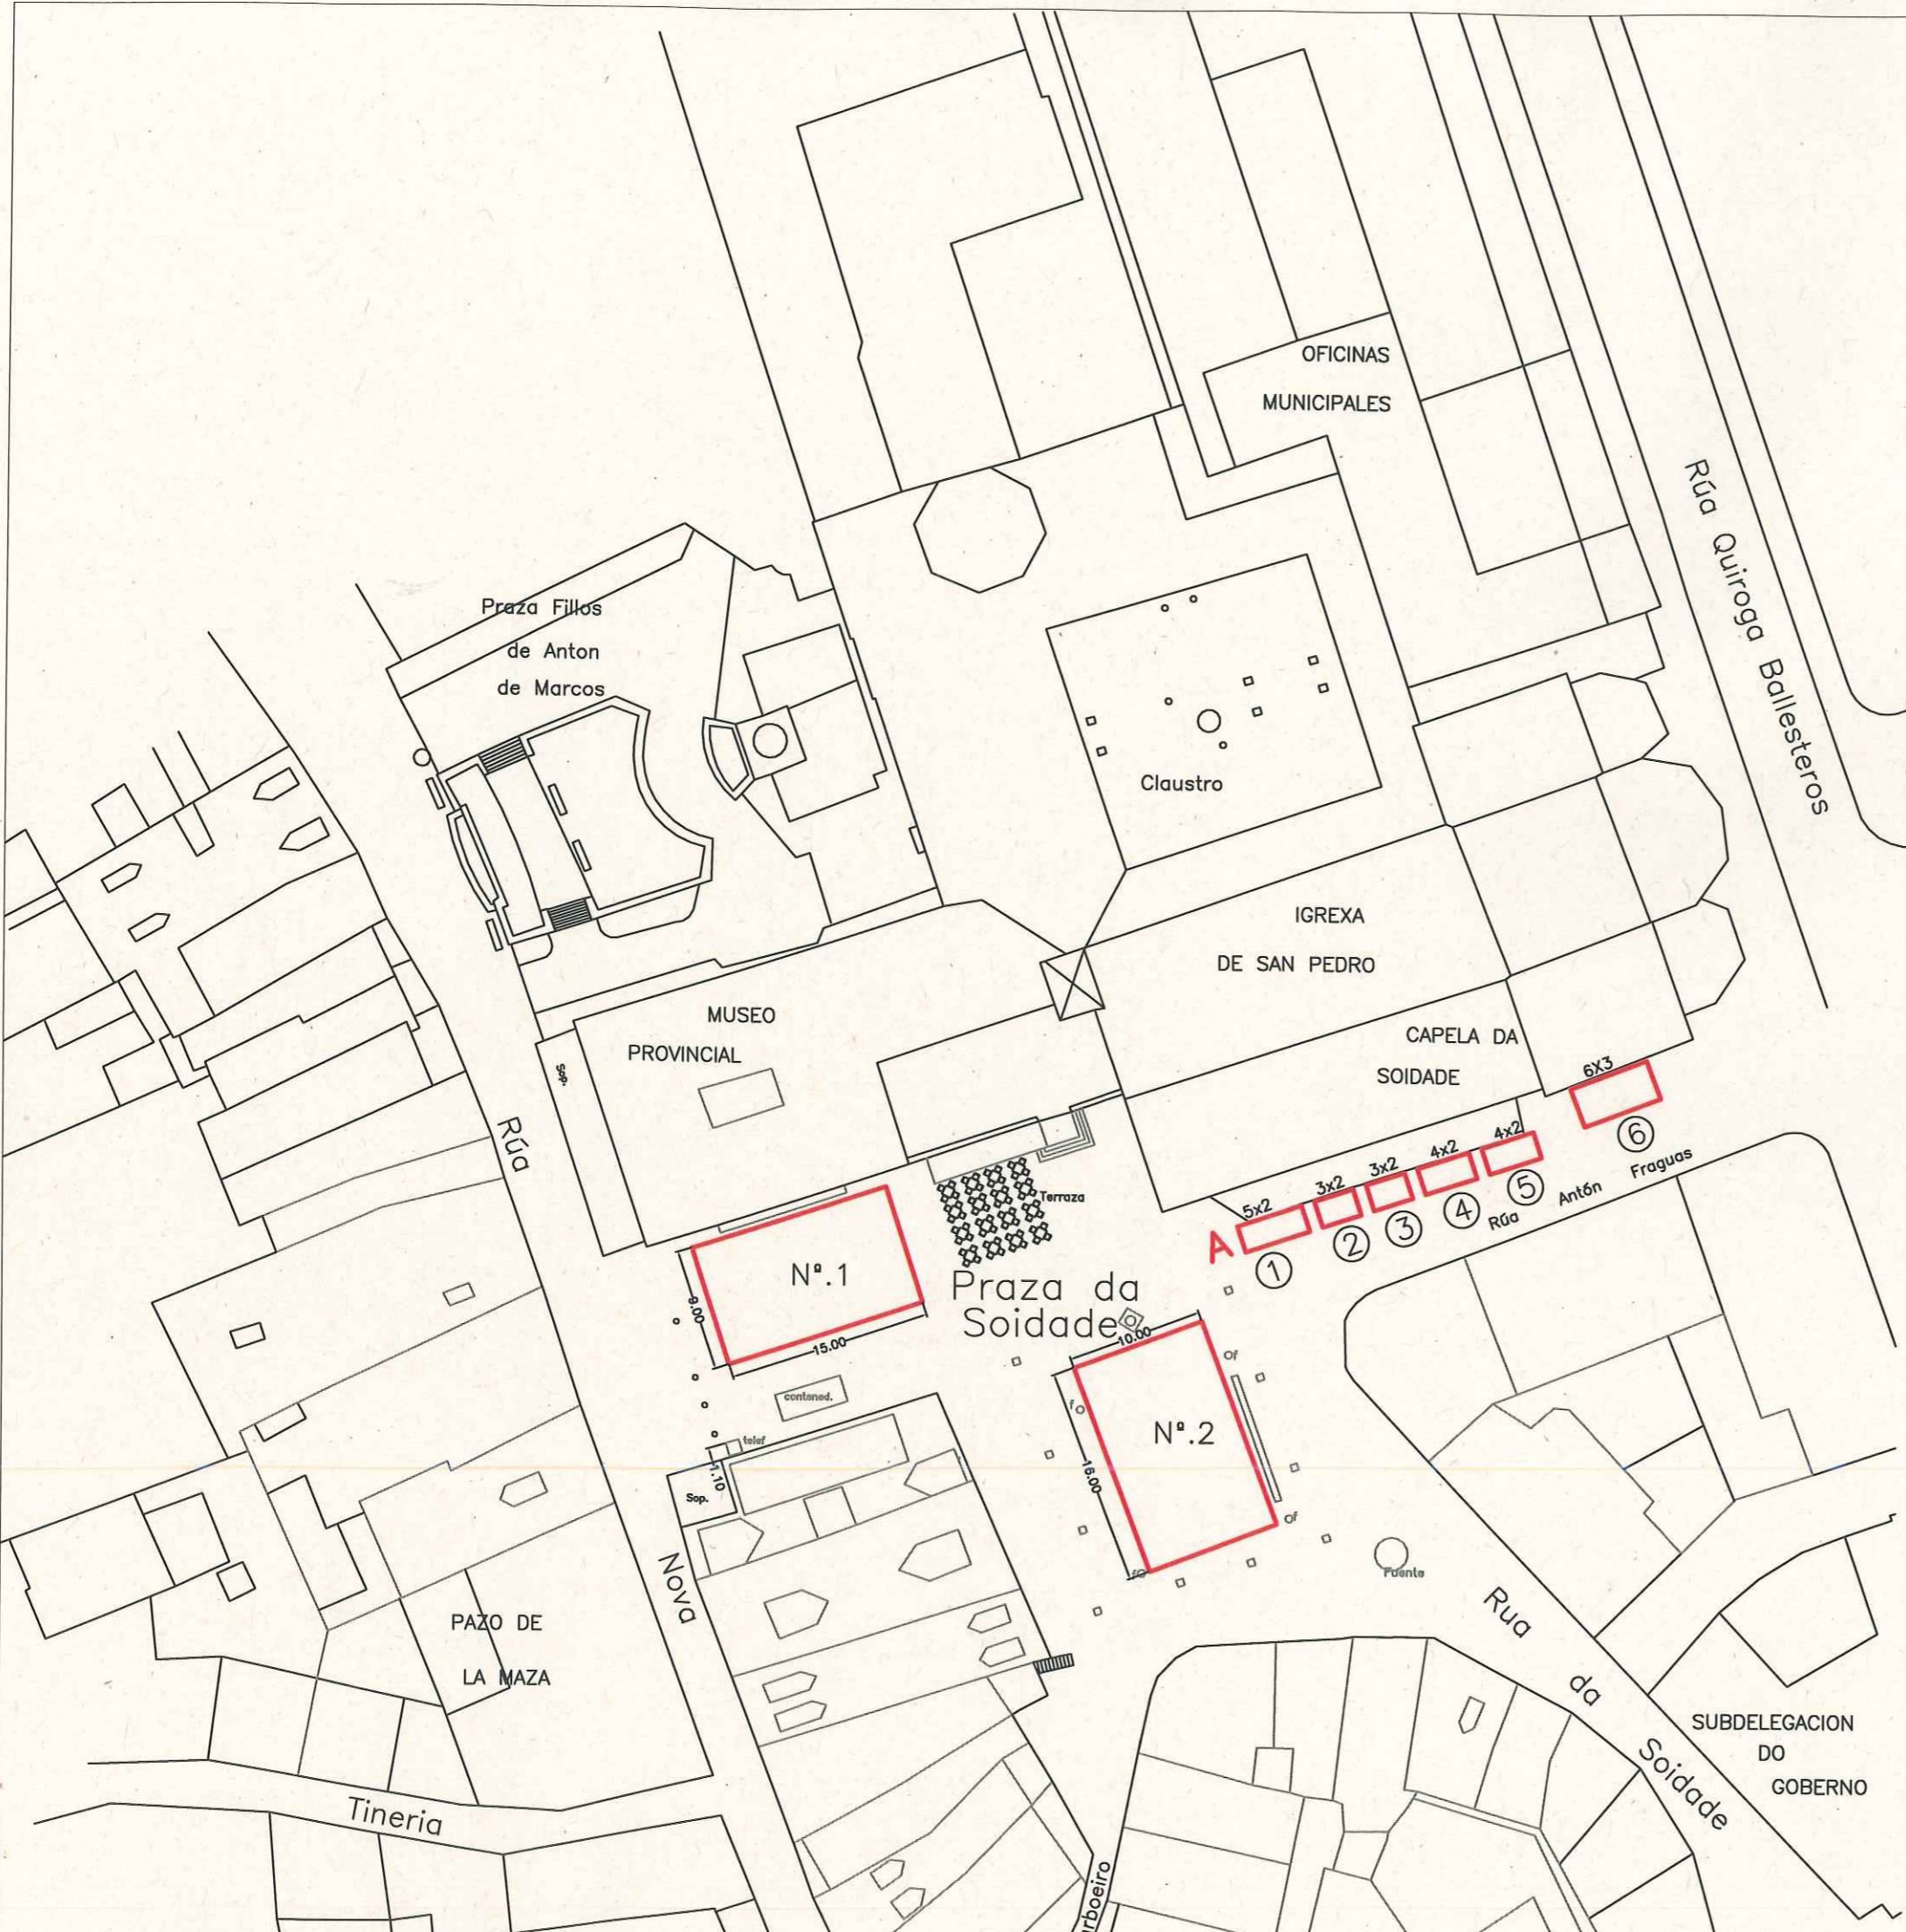 OFICINAS
MUNICIPALES
Rúa Quiroga Ballesteros
Praza Fillos
de Anton
de Marcos
Claustro
IGREXA
DE SAN PEDRO
MUSEO
PROVINCIAL
Sop.
CAPELA DA
SOIDADE
6X3
6
4x2
5
4x2
4
3x2
3
3x2
2
5x2
1
A
Rúa Antón Fraguas
Rúa
Terraza
Nº.1
9.00
15.00
Praza da
Soidade
10.00
contened.
telef
1.10
Sop.
Nº.2
16.00
f
f
f
f
Fuente
Nova
PAZO DE
LA MAZA
Rua
da
Soidade
SUBDELEGACION
DO
GOBERNO
Tineria
rboeiro